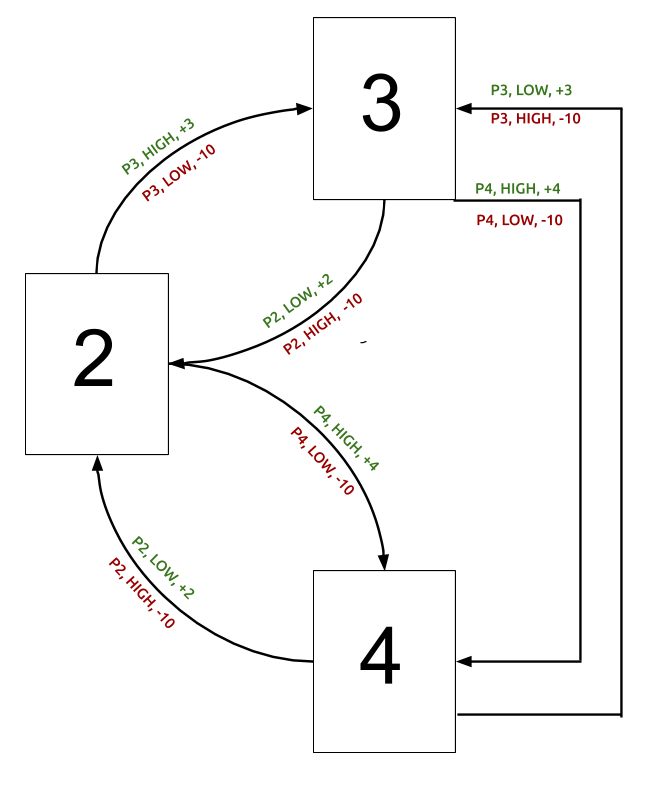 3
P3, LOW, +3
P3, HIGH, -10
P3, HIGH, +3
P3, LOW, -10
P4, HIGH, +4
P4, LOW, -10
P2, LOW, +2
P2, HIGH, -10
2
P4, HIGH, +4
P4, LOW, -10
P2, LOW, +2
P2, HIGH, -10
4